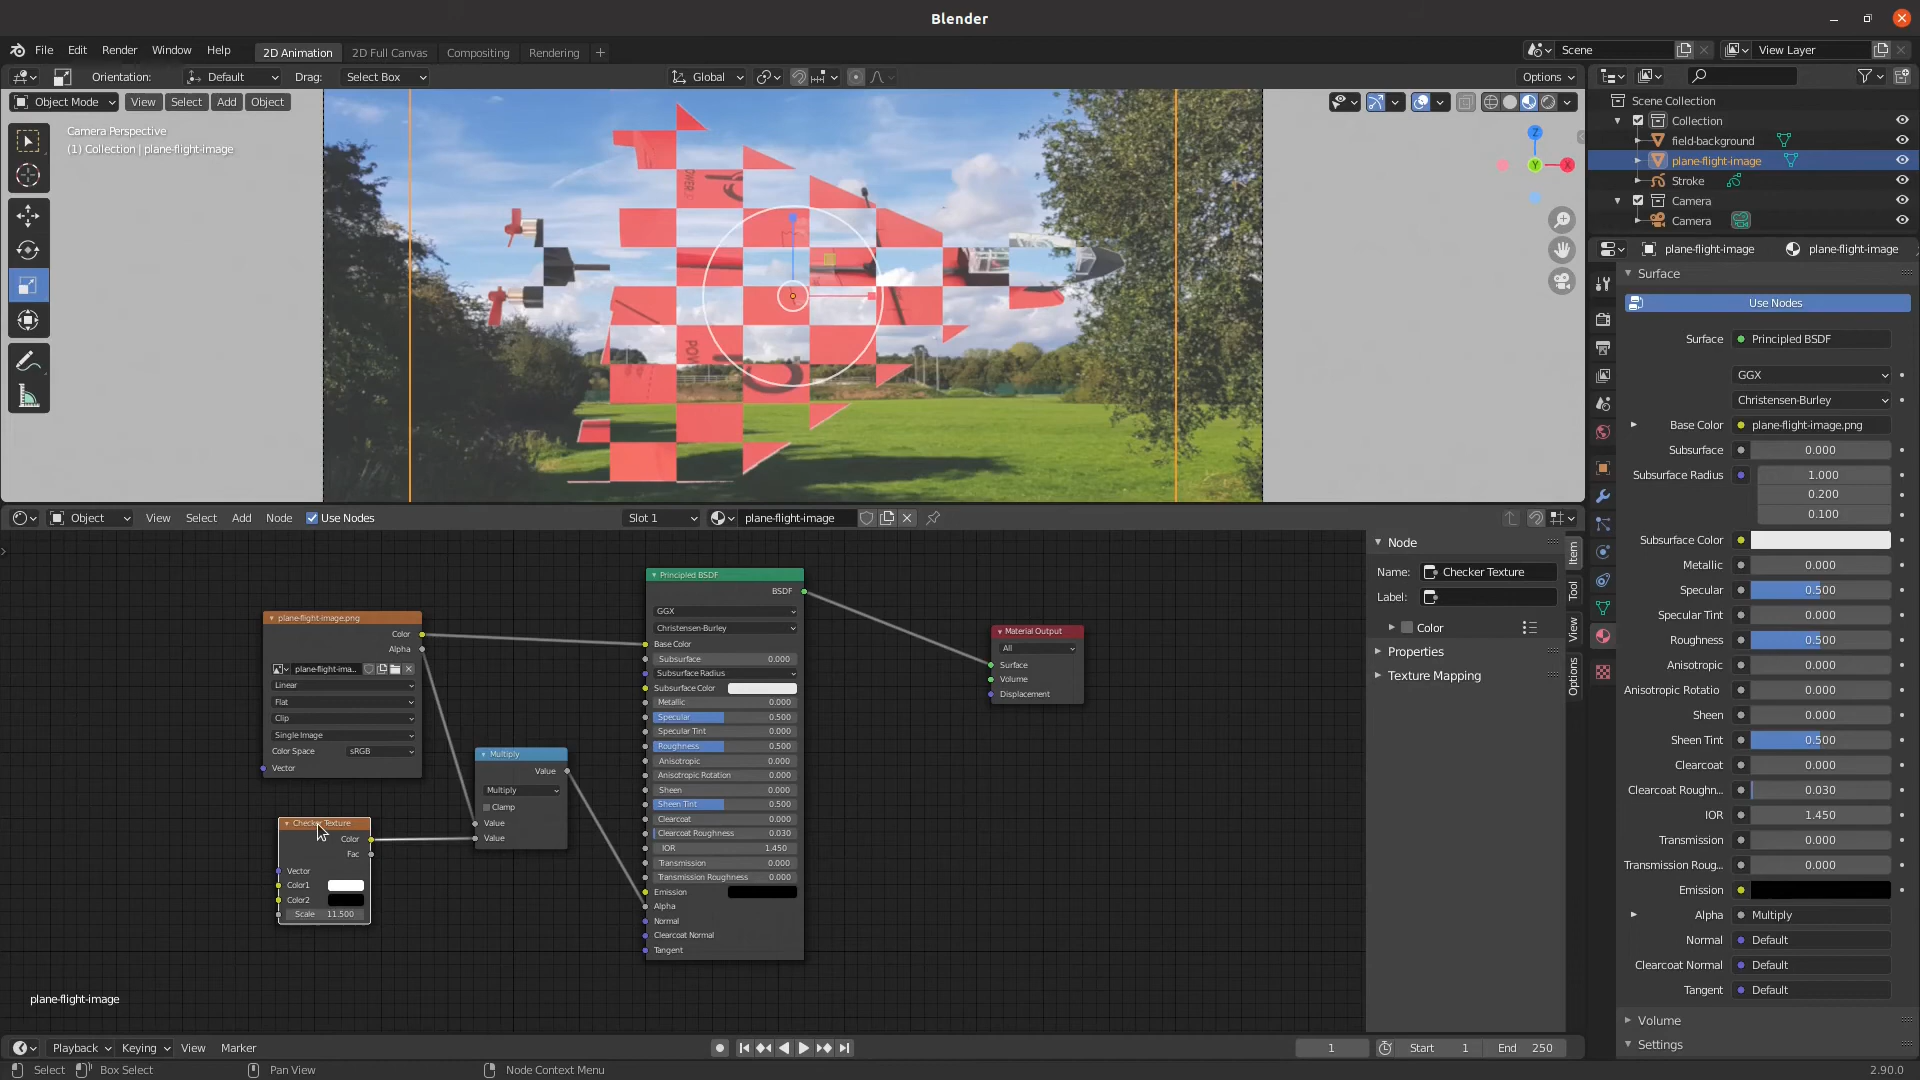 Blender
File Edit Render Window Help 2D Animation 2D Full Canvas Compositing Rendering + Scene View Layer
Orientation: Default Drag: Select Box Global Options
Object Mode View Select Add Object
Camera Perspective
(1) Collection | plane-flight-image
Z
Y
X
POWER
POW
Scene Collection
Collection
field-background
plane-flight-image
Stroke
Camera
Camera
plane-flight-image plane-flight-image
Surface
Use Nodes
Surface Principled BSDF
GGX
Christensen-Burley
Base Color plane-flight-image.png
Subsurface 0.000
Subsurface Radius 1.000
0.200
0.100
Subsurface Color
Metallic 0.000
Specular 0.500
Specular Tint 0.000
Roughness 0.500
Anisotropic 0.000
Anisotropic Rotatio 0.000
Sheen 0.000
Sheen Tint 0.500
Clearcoat 0.000
Clearcoat Roughn... 0.030
IOR 1.450
Transmission 0.000
Transmission Roug... 0.000
Emission
Alpha Multiply
Normal Default
Clearcoat Normal Default
Tangent Default
Volume
Settings
Object View Select Add Node Use Nodes Slot 1 plane-flight-image
plane-flight-image.png
Color
Alpha
plane-flight-ima...
Linear
Flat
Clip
Single Image
Color Space sRGB
Vector
Checker Texture
Color
Fac
Vector
Color1
Color2
Scale 11.500
Multiply
Value
Multiply
Clamp
Value
Value
Principled BSDF
BSDF
GGX
Christensen-Burley
Base Color
Subsurface 0.000
Subsurface Radius
Subsurface Color
Metallic 0.000
Specular 0.500
Specular Tint 0.000
Roughness 0.500
Anisotropic 0.000
Anisotropic Rotation 0.000
Sheen 0.000
Sheen Tint 0.500
Clearcoat 0.000
Clearcoat Roughness 0.030
IOR 1.450
Transmission 0.000
Transmission Roughness 0.000
Emission
Alpha
Normal
Clearcoat Normal
Tangent
Material Output
All
Surface
Volume
Displacement
Node
Name: Checker Texture
Label:
Color
Properties
Texture Mapping
Item
Tool
View
Options
plane-flight-image
Playback Keying View Marker 1 Start 1 End 250
Select Box Select Pan View Node Context Menu 2.90.0